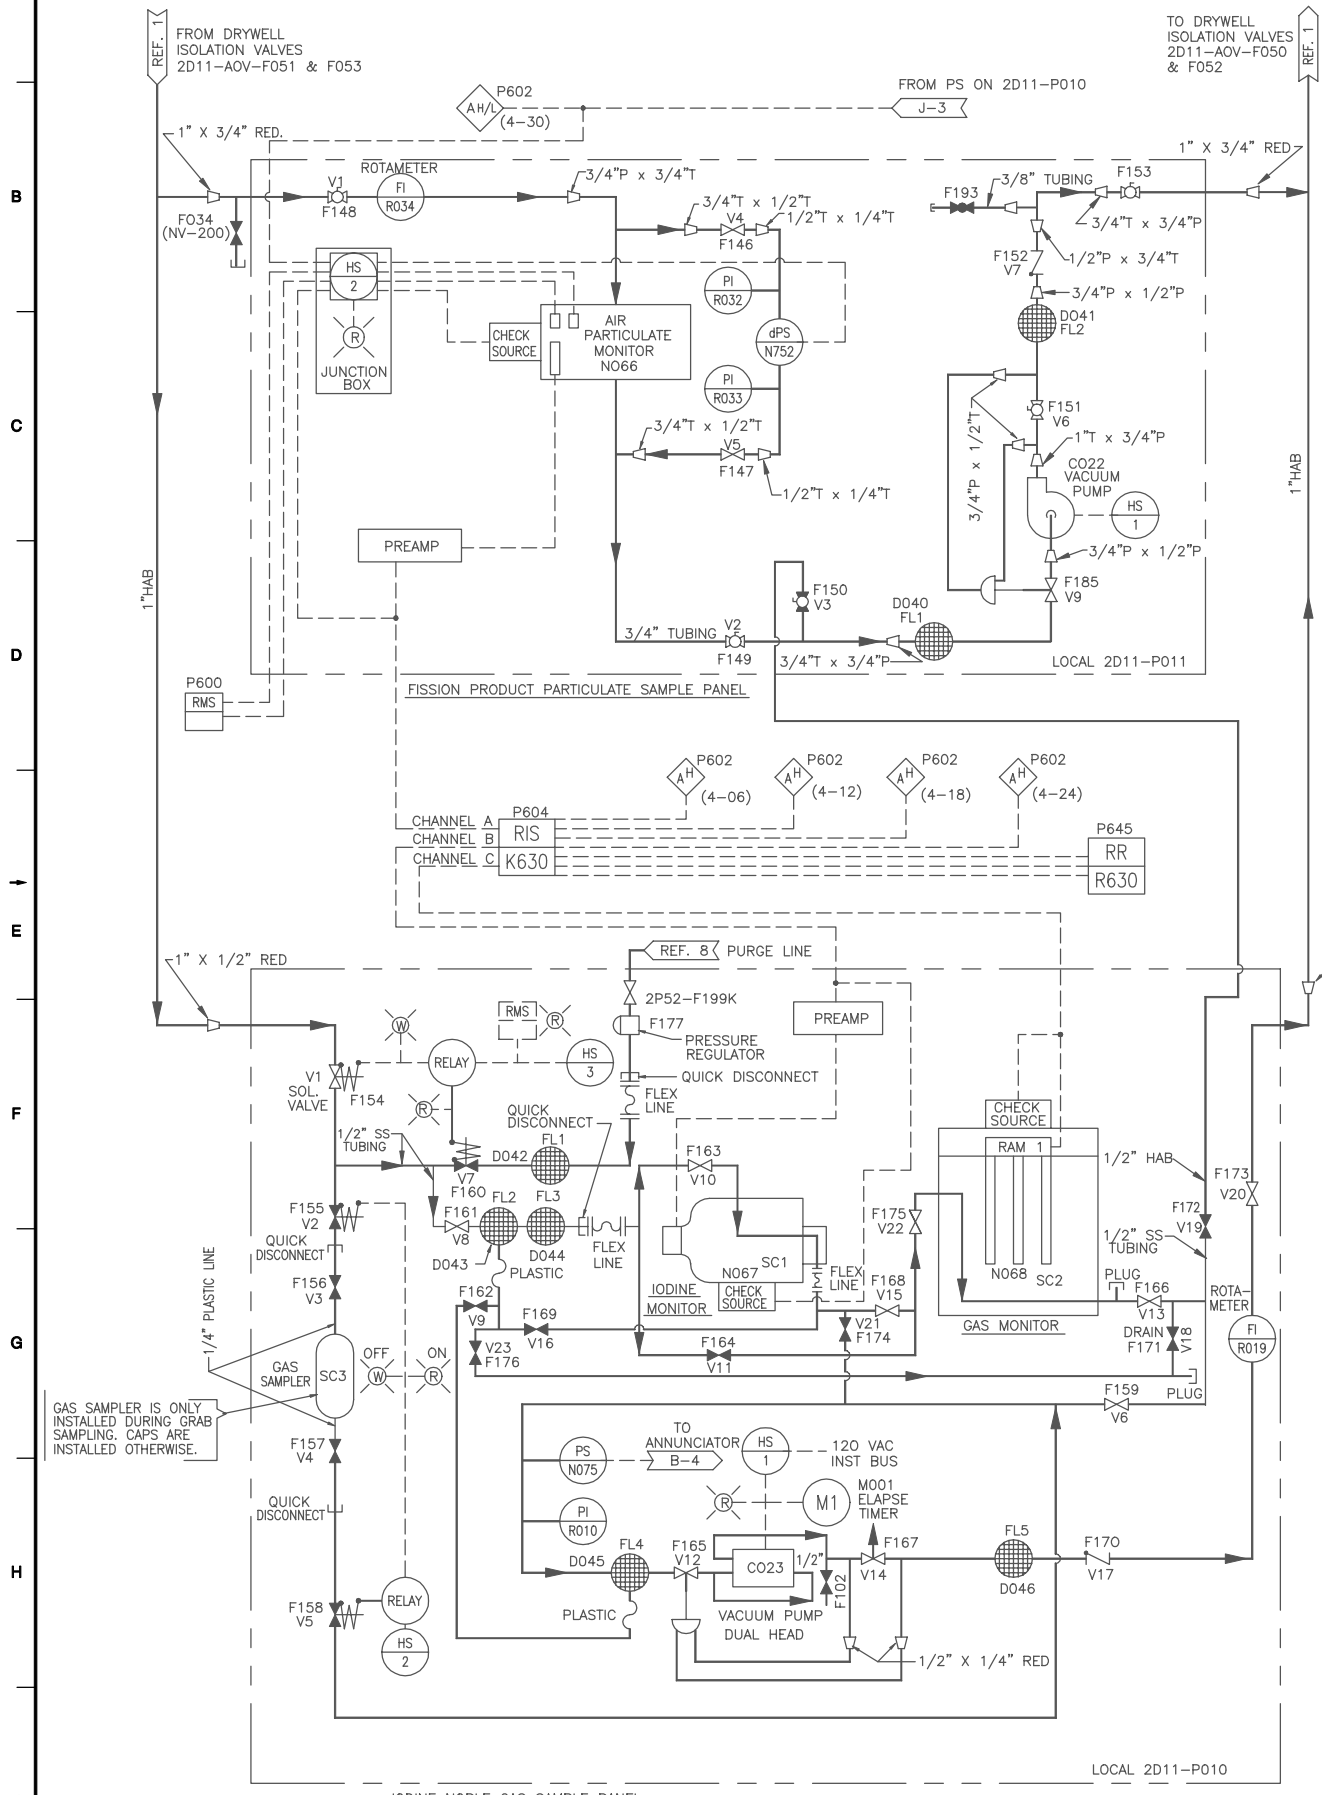 REF. 1
FROM DRYWELL
ISOLATION VALVES
2D11-AOV-F051 & F053
TO DRYWELL
ISOLATION VALVES
2D11-AOV-F050
& F052
REF. 1
P602
AH/L
(4-30)
FROM PS ON 2D11-P010
J-3
1" X 3/4" RED.
1" X 3/4" RED
B
ROTAMETER
V1
FI
R034
F148
3/4"P x 3/4"T
F034
(NV-200)
3/4"T x 1/2"T
V4
1/2"T x 1/4"T
F146
F193
3/8" TUBING
F153
3/4"T x 3/4"P
F152
V7
1/2"P x 3/4"T
3/4"P x 1/2"P
D041
FL2
HS
2
R
JUNCTION
BOX
CHECK
SOURCE
AIR
PARTICULATE
MONITOR
N066
PI
R032
dPS
N752
PI
R033
C
3/4"T x 1/2"T
V5
F147
1/2"T x 1/4"T
3/4"P x 1/2"T
F151
V6
1"T x 3/4"P
C022
VACUUM
PUMP
HS
1
1"HAB
3/4"P x 1/2"P
PREAMP
1"HAB
F185
V9
F150
V3
D040
FL1
D
3/4" TUBING
V2
F149
3/4"T x 3/4"P
LOCAL 2D11-P011
FISSION PRODUCT PARTICULATE SAMPLE PANEL
P600
RMS
P602
AH
(4-06)
P602
AH
(4-12)
P602
AH
(4-18)
P602
AH
(4-24)
CHANNEL A
CHANNEL B
CHANNEL C
P604
RIS
K630
P645
RR
R630
E
REF. 8
PURGE LINE
1" X 1/2" RED
2P52-F199K
F177
PRESSURE
REGULATOR
QUICK DISCONNECT
FLEX
LINE
PREAMP
W
RMS
R
RELAY
HS
3
V1
SOL.
VALVE
F154
F
R
1/2" SS
TUBING
QUICK
DISCONNECT
CHECK
SOURCE
RAM 1
D042
FL1
V7
F160
F163
V10
1/2" HAB
F173
V20
F155
V2
F161
V8
FL2
FL3
D043
D044
FLEX
LINE
PLASTIC
F175
V22
F172
V19
1/2" SS
TUBING
QUICK
DISCONNECT
F156
V3
N067
SC1
CHECK
SOURCE
IODINE
MONITOR
FLEX
LINE
F168
V15
N068
SC2
GAS MONITOR
PLUG
F166
V13
ROTA-
METER
FI
R019
G
1/4" PLASTIC LINE
F162
V9
F169
V16
V23
F176
F164
V11
V21
F174
DRAIN
F171
V18
PLUG
GAS
SAMPLER
SC3
OFF
W
ON
R
GAS SAMPLER IS ONLY
INSTALLED DURING GRAB
SAMPLING. CAPS ARE
INSTALLED OTHERWISE.
F159
V6
F157
V4
PS
N075
TO
ANNUNCIATOR
B-4
HS
1
120 VAC
INST BUS
R
M1
M001
ELAPSE
TIMER
QUICK
DISCONNECT
PI
R010
H
D045
FL4
F165
V12
C023
1/2"
F102
F167
V14
FL5
D046
F170
V17
PLASTIC
VACUUM PUMP
DUAL HEAD
F158
V5
RELAY
HS
2
1/2" X 1/4" RED
LOCAL 2D11-P010